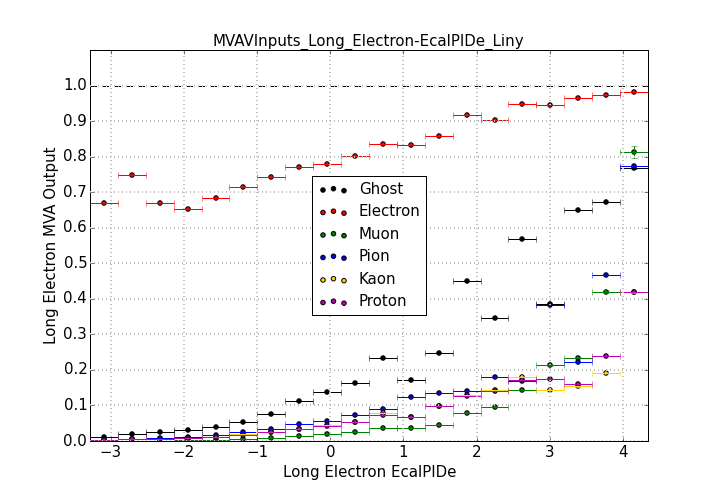 MVAVInputs_Long_Electron-EcalPIDe_Liny
Long Electron MVA Output
1.0
0.9
0.8
0.7
0.6
0.5
0.4
0.3
0.2
0.1
0.0
Ghost
Electron
Muon
Pion
Kaon
Proton
−3 −2 −1 0 1 2 3 4
Long Electron EcalPIDe